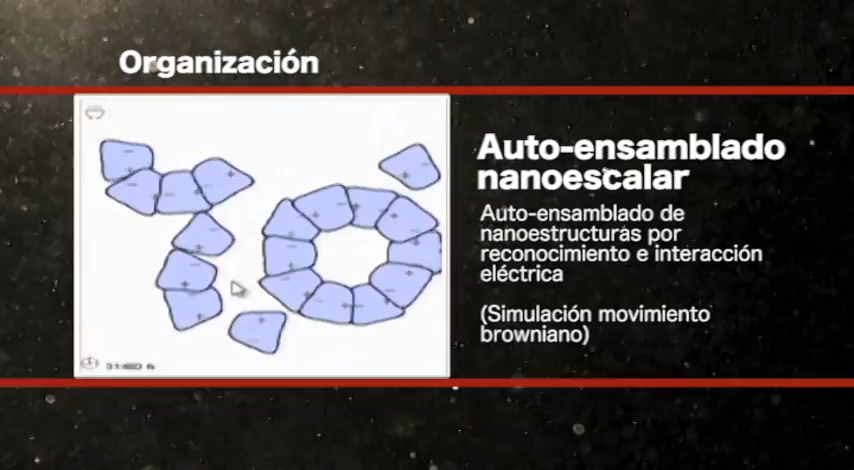 Organización
Auto-ensamblado
nanoescalar
Auto-ensamblado de
nanoestructuras por
reconocimiento e interacción
eléctrica
(Simulación movimiento
browniano)